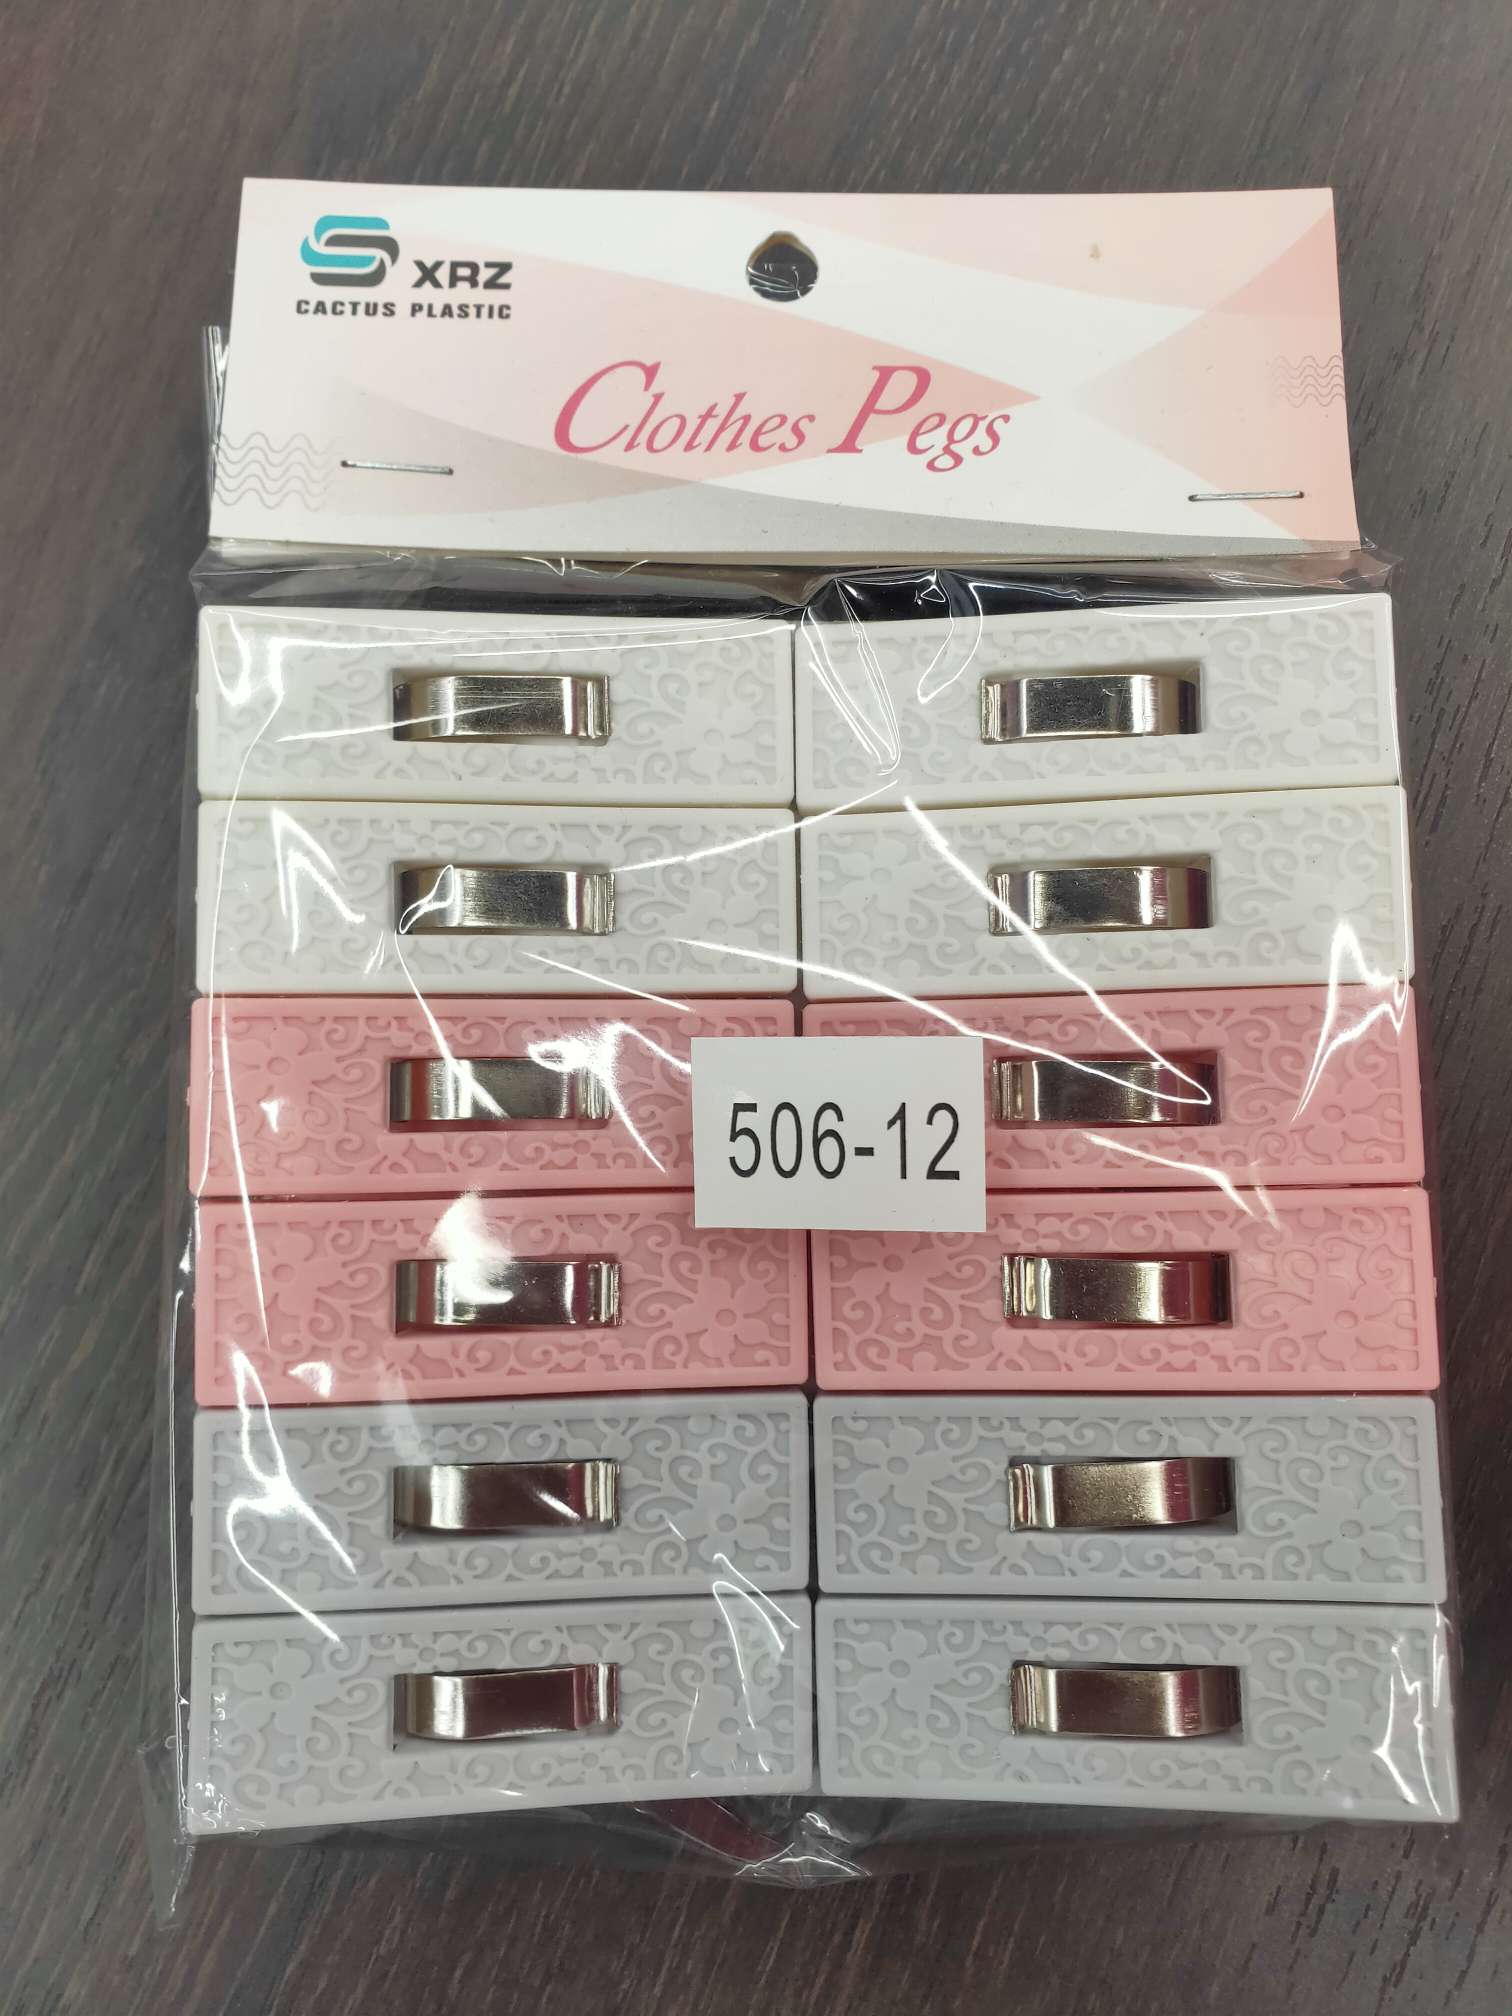 XRZ
CACTUS PLASTIC
Clothes Pegs
506-12